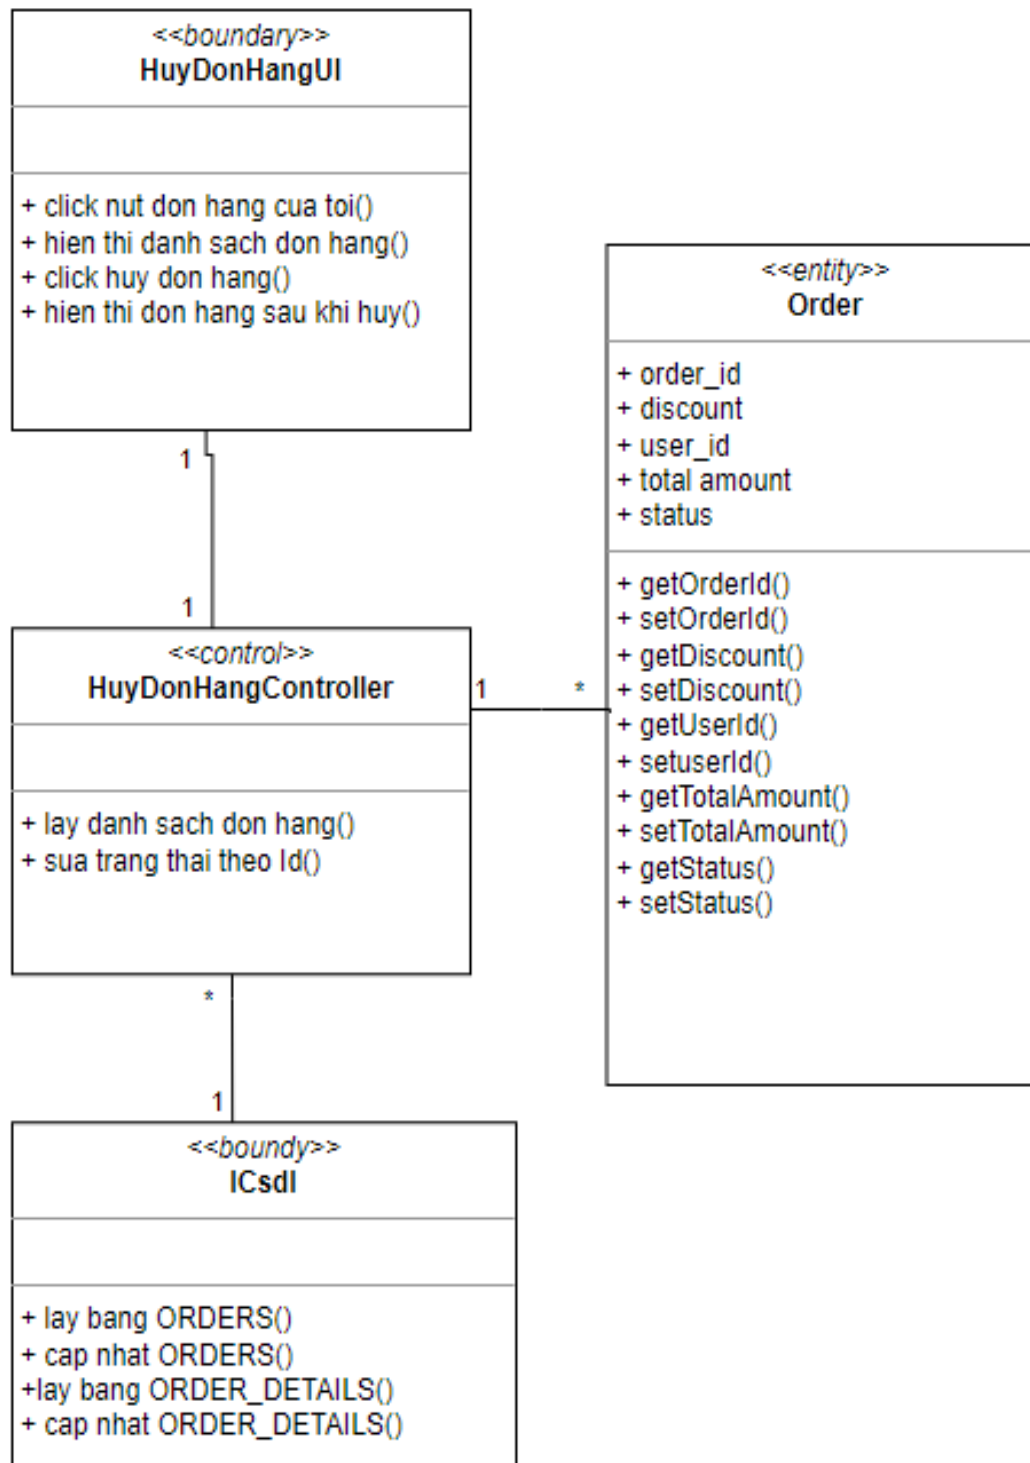 <<boundary>>
HuyDonHangUI
+ click nut don hang cua toi()
+ hien thi danh sach don hang()
+ click huy don hang()
+ hien thi don hang sau khi huy()
1
1
<<control>>
HuyDonHangController
+ lay danh sach don hang()
+ sua trang thai theo Id()
1
*
<<entity>>
Order
+ order_id
+ discount
+ user_id
+ total amount
+ status
+ getOrderId()
+ setOrderId()
+ getDiscount()
+ setDiscount()
+ getUserId()
+ setuserId()
+ getTotalAmount()
+ setTotalAmount()
+ getStatus()
+ setStatus()
*
1
<<boundy>>
ICsdl
+ lay bang ORDERS()
+ cap nhat ORDERS()
+lay bang ORDER_DETAILS()
+ cap nhat ORDER_DETAILS()